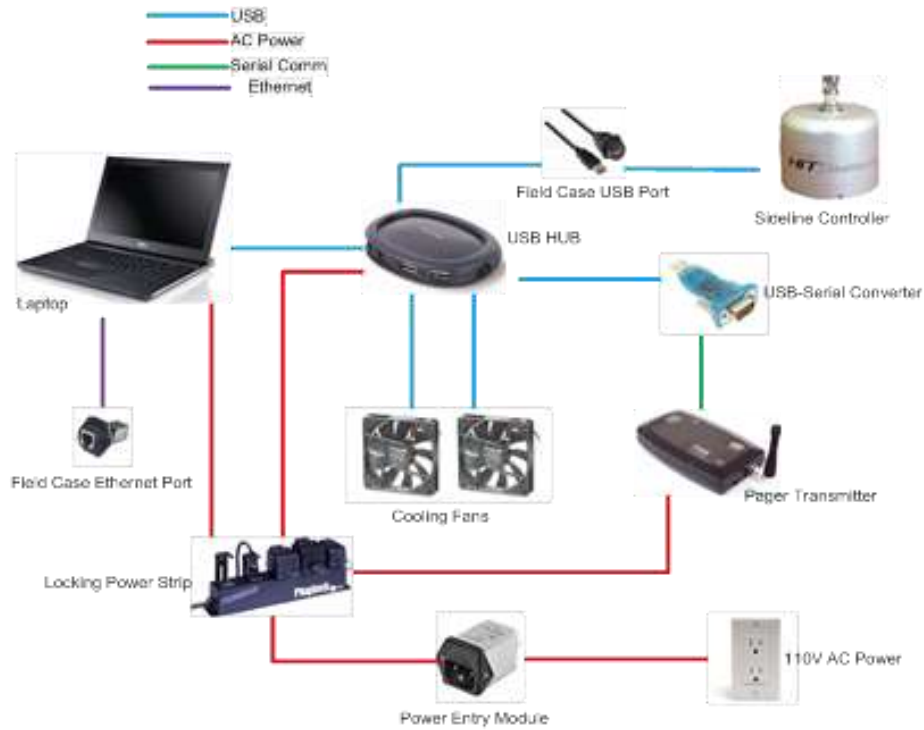 USB
AC Power
Serial Comm
Ethernet
Field Case USB Port
Sideline Controller
USB HUB
Laptop
USB-Serial Converter
Field Case Ethernet Port
Cooling Fans
Pager Transmitter
Locking Power Strip
110V AC Power
Power Entry Module